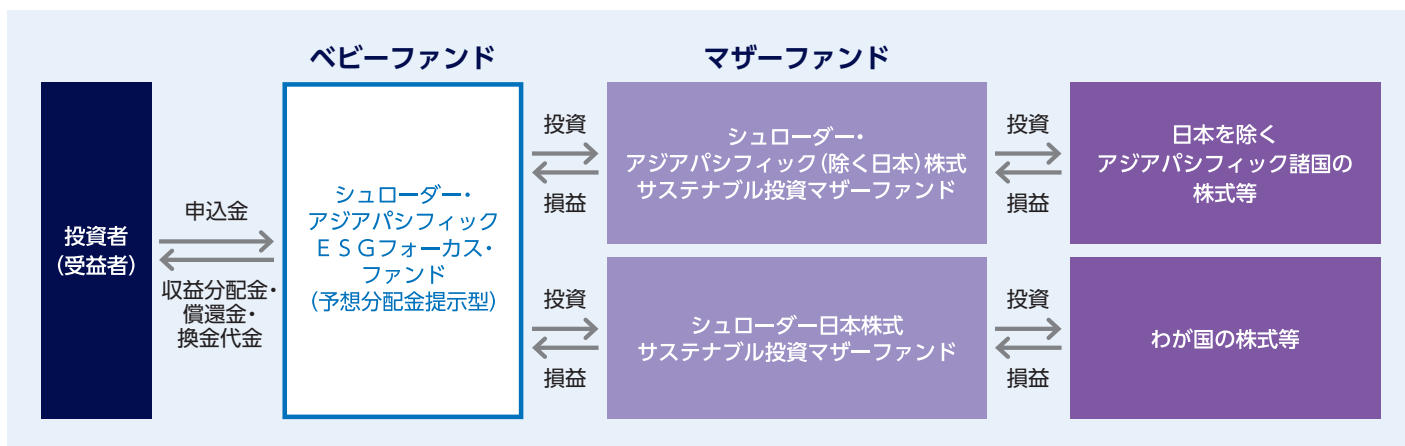 ベビーファンド
マザーファンド
投資者
(受益者)
申込金
収益分配金・
償還金・
換金代金
シュローダー・
アジアパシフィック
ESGフォーカス・
ファンド
(予想分配金提示型)
投資
損益
投資
損益
シュローダー・
アジアパシフィック(除く日本)株式
サステナブル投資マザーファンド
シュローダー日本株式
サステナブル投資マザーファンド
投資
損益
投資
損益
日本を除く
アジアパシフィック諸国の
株式等
わが国の株式等